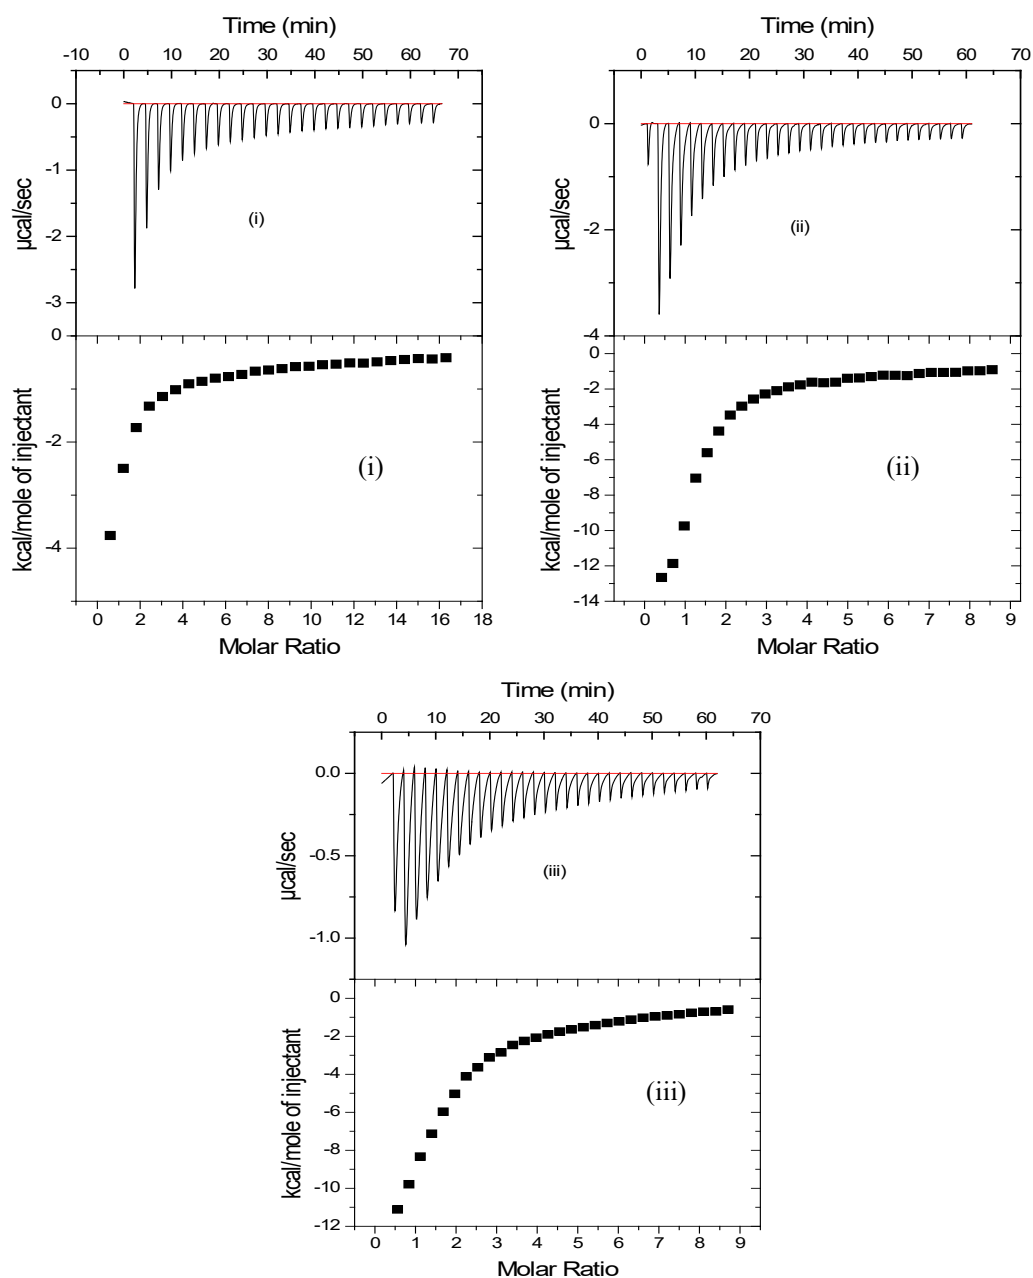 Time (min)
-10 0 10 20 30 40 50 60 70
0
-1
-2
-3
µcal/sec
(i)
0
-2
-4
kcal/mole of injectant
(i)
0 2 4 6 8 10 12 14 16 18
Molar Ratio
Time (min)
0 10 20 30 40 50 60 70
0
-2
-4
µcal/sec
(ii)
0
-2
-4
-6
-8
-10
-12
-14
kcal/mole of injectant
(ii)
0 1 2 3 4 5 6 7 8 9
Molar Ratio
Time (min)
0 10 20 30 40 50 60 70
0.0
-0.5
-1.0
µcal/sec
(iii)
0
-2
-4
-6
-8
-10
-12
kcal/mole of injectant
(iii)
0 1 2 3 4 5 6 7 8 9
Molar Ratio